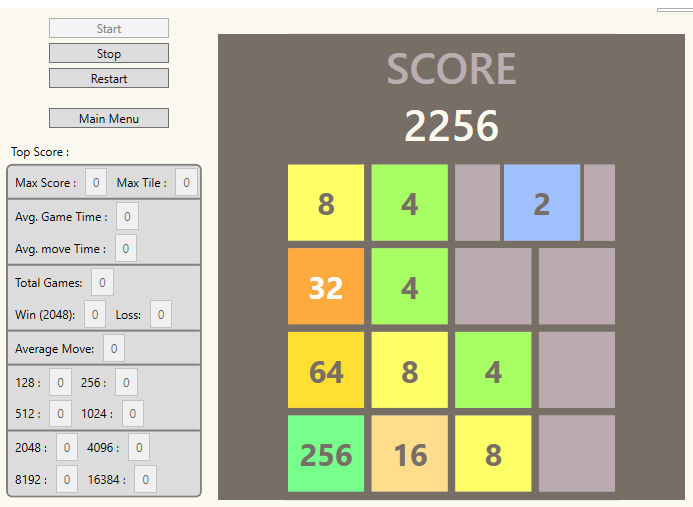 Start
Stop
Restart
Main Menu
Top Score :
Max Score : 0 Max Tile : 0
Avg. Game Time : 0
Avg. move Time : 0
Total Games: 0
Win (2048): 0 Loss: 0
Average Move: 0
128 : 0 256 : 0
512 : 0 1024 : 0
2048 : 0 4096 : 0
8192 : 0 16384 : 0
SCORE
2256
8 4 2
32 4
64 8 4
256 16 8